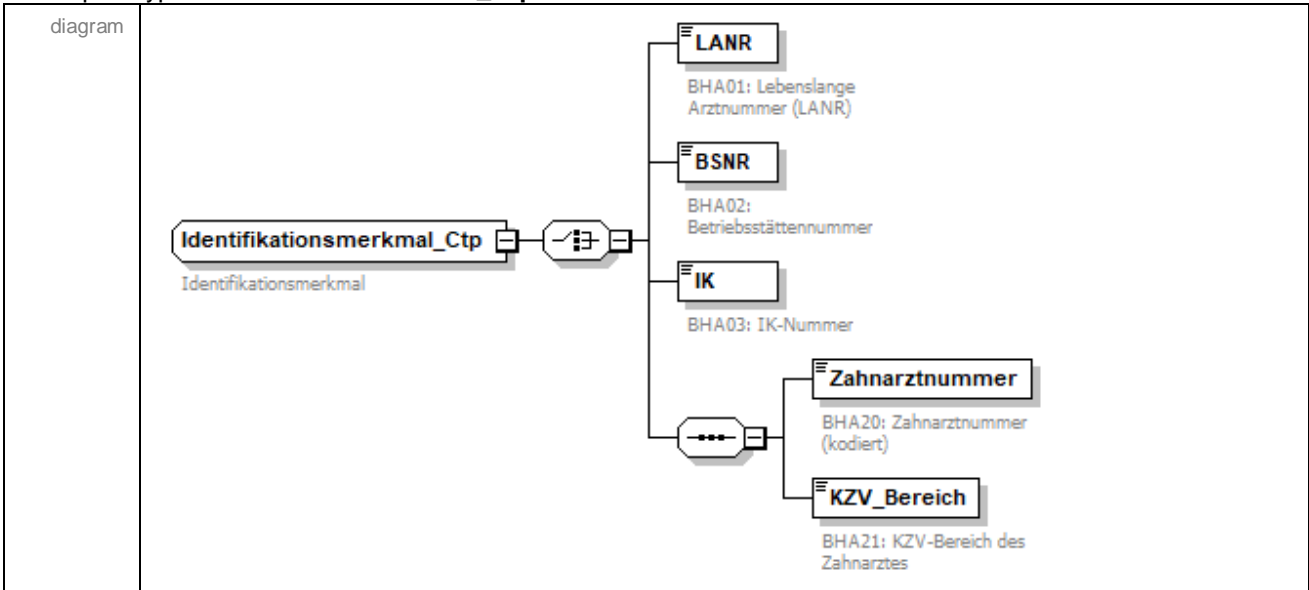 diagram
LANR
BHA01: Lebenslange
Arztnummer (LANR)
BSNR
BHA02:
Betriebsstättennummer
Identifikationsmerkmal_Ctp
Identifikationsmerkmal
IK
BHA03: IK-Nummer
Zahnarztnummer
BHA20: Zahnarztnummer
(kodiert)
KZV_Bereich
BHA21: KZV-Bereich des
Zahnarztes